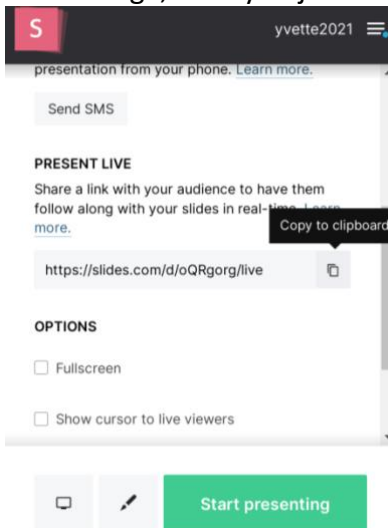 S
yvette2021
presentation from your phone. Learn more.
Send SMS
PRESENT LIVE
Share a link with your audience to have them
follow along with your slides in real-time. Learn
more.
Copy to clipboard
https://slides.com/d/oQRgorg/live
OPTIONS
Fullscreen
Show cursor to live viewers
Start presenting